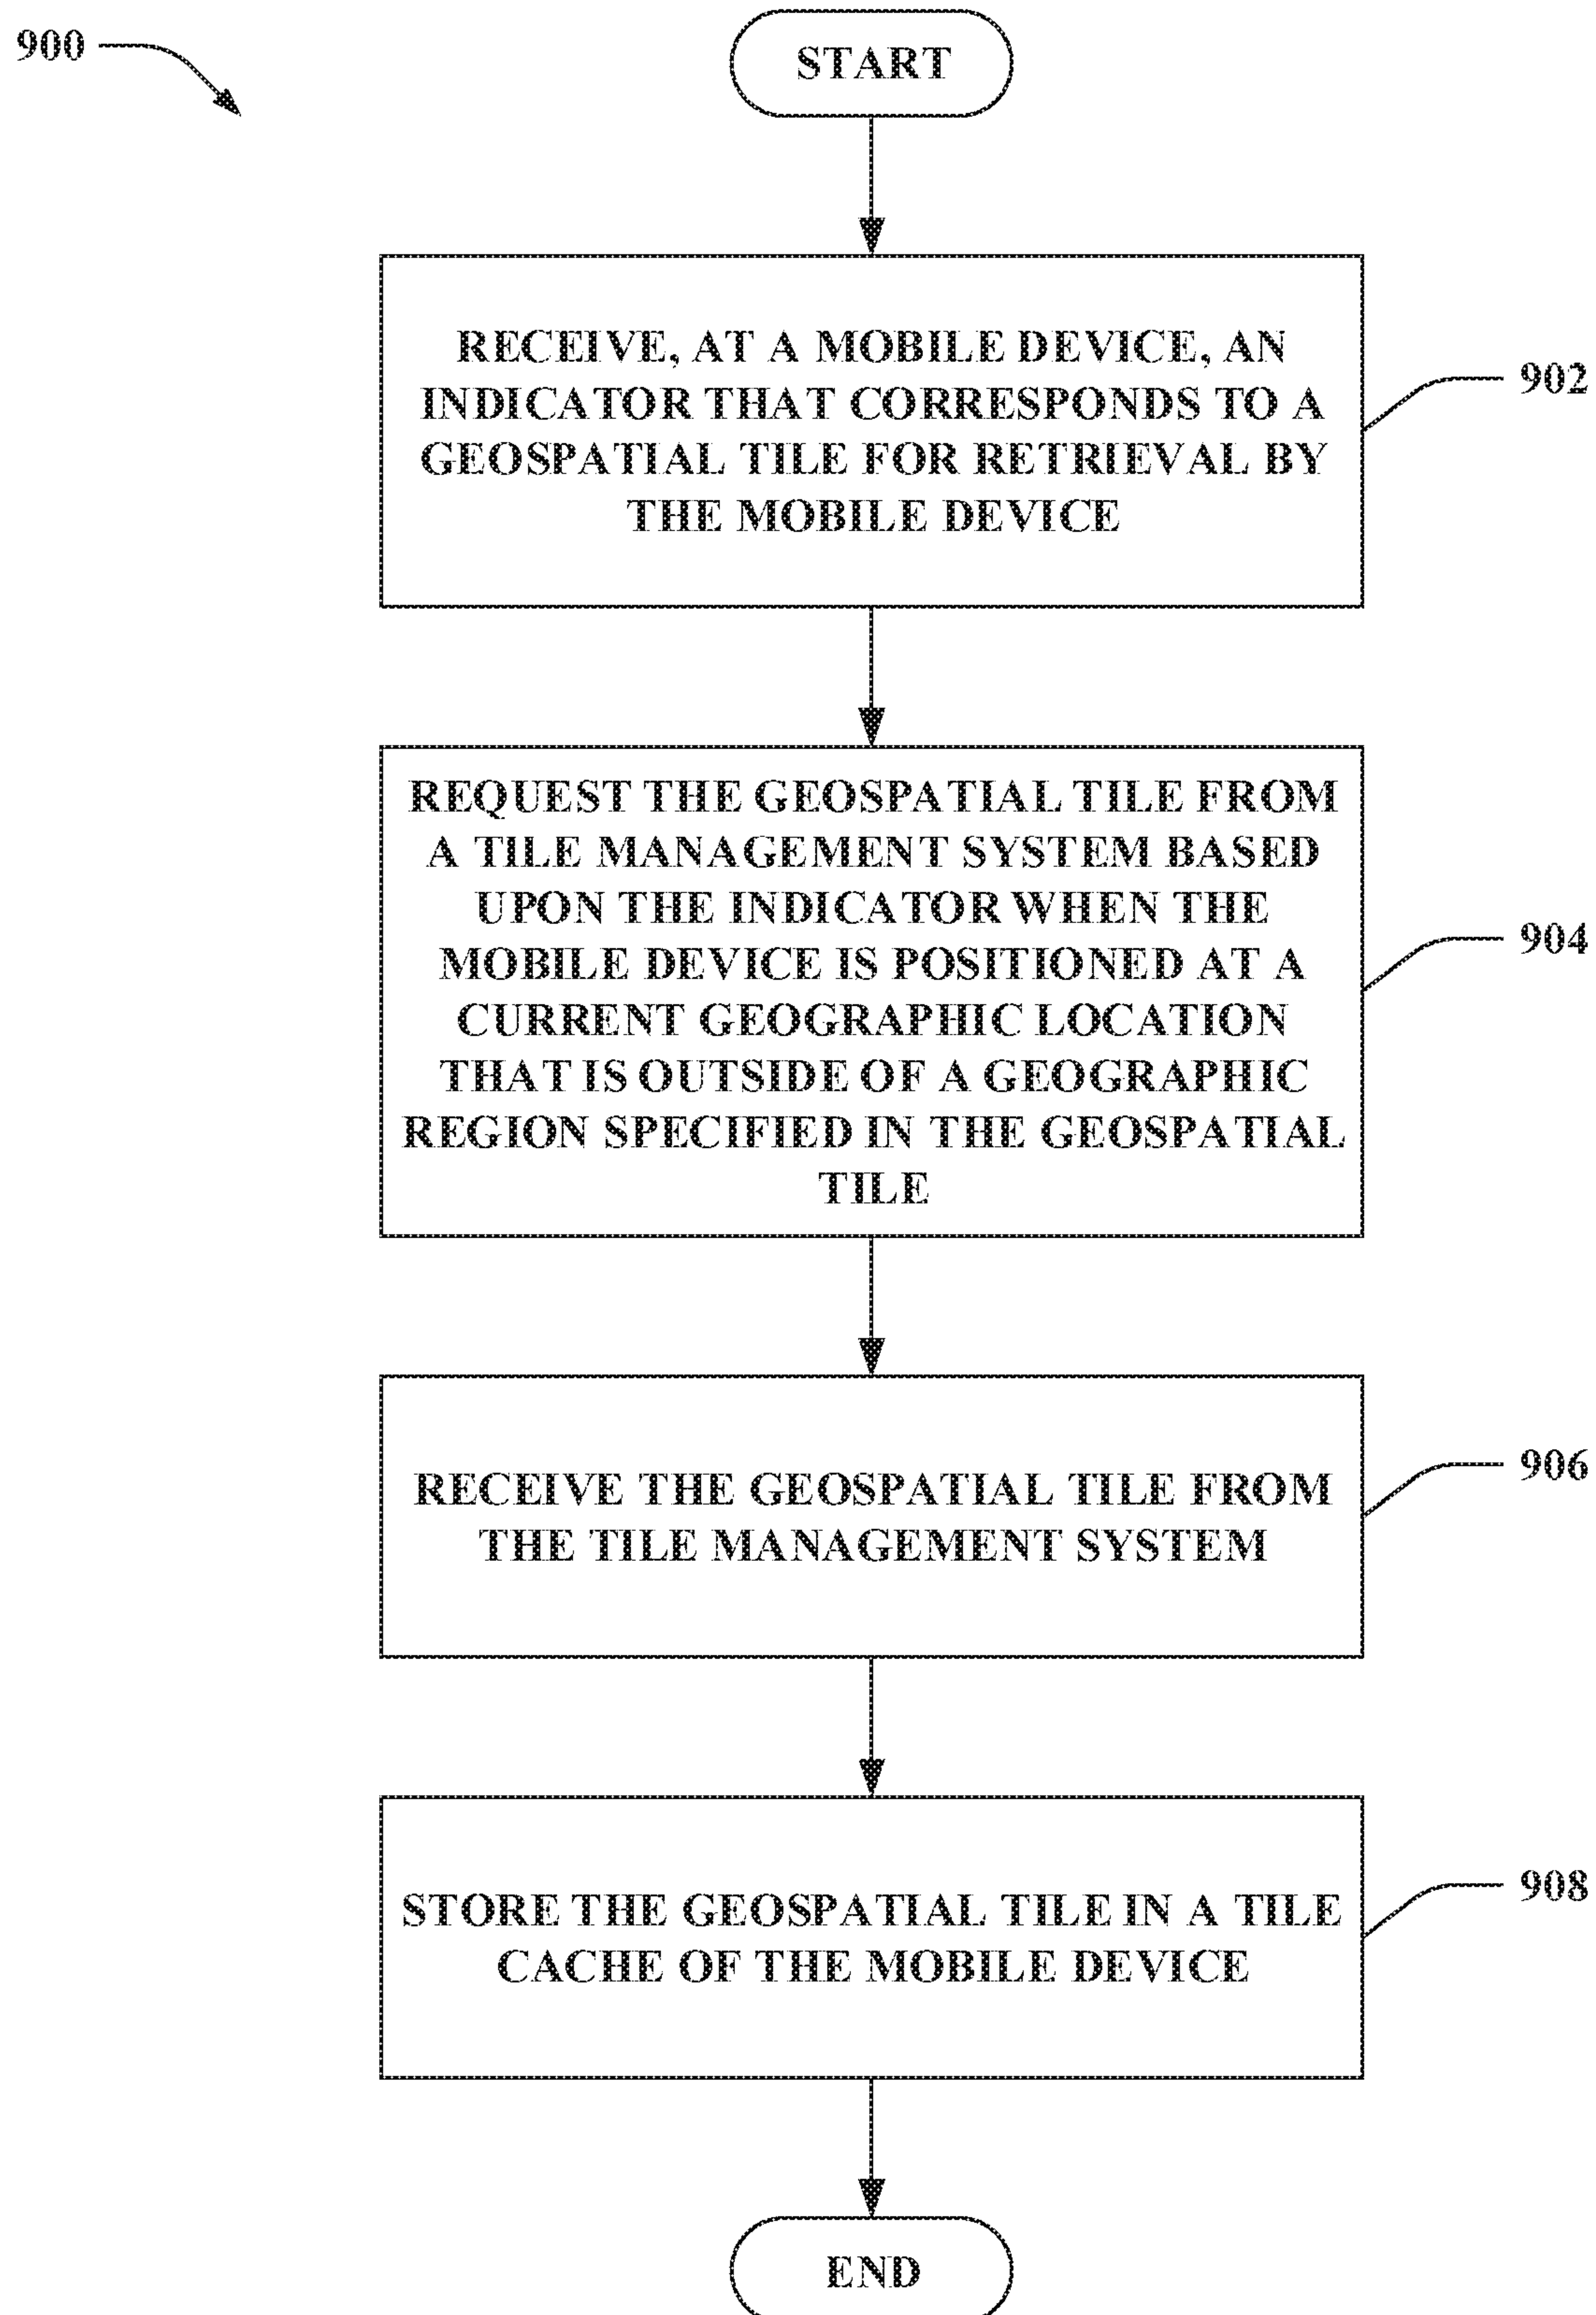 900
START
RECEIVE, AT A MOBILE DEVICE, AN
INDICATOR THAT CORRESPONDS TO A
GEOSPATIAL TILE FOR RETRIEVAL BY
THE MOBILE DEVICE
902
REQUEST THE GEOSPATIAL TILE FROM
A TILE MANAGEMENT SYSTEM BASED
UPON THE INDICATOR WHEN THE
MOBILE DEVICE IS POSITIONED AT A
CURRENT GEOGRAPHIC LOCATION
THAT IS OUTSIDE OF A GEOGRAPHIC
REGION SPECIFIED IN THE GEOSPATIAL
TILE
904
RECEIVE THE GEOSPATIAL TILE FROM
THE TILE MANAGEMENT SYSTEM
906
STORE THE GEOSPATIAL TILE IN A TILE
CACHE OF THE MOBILE DEVICE
908
END